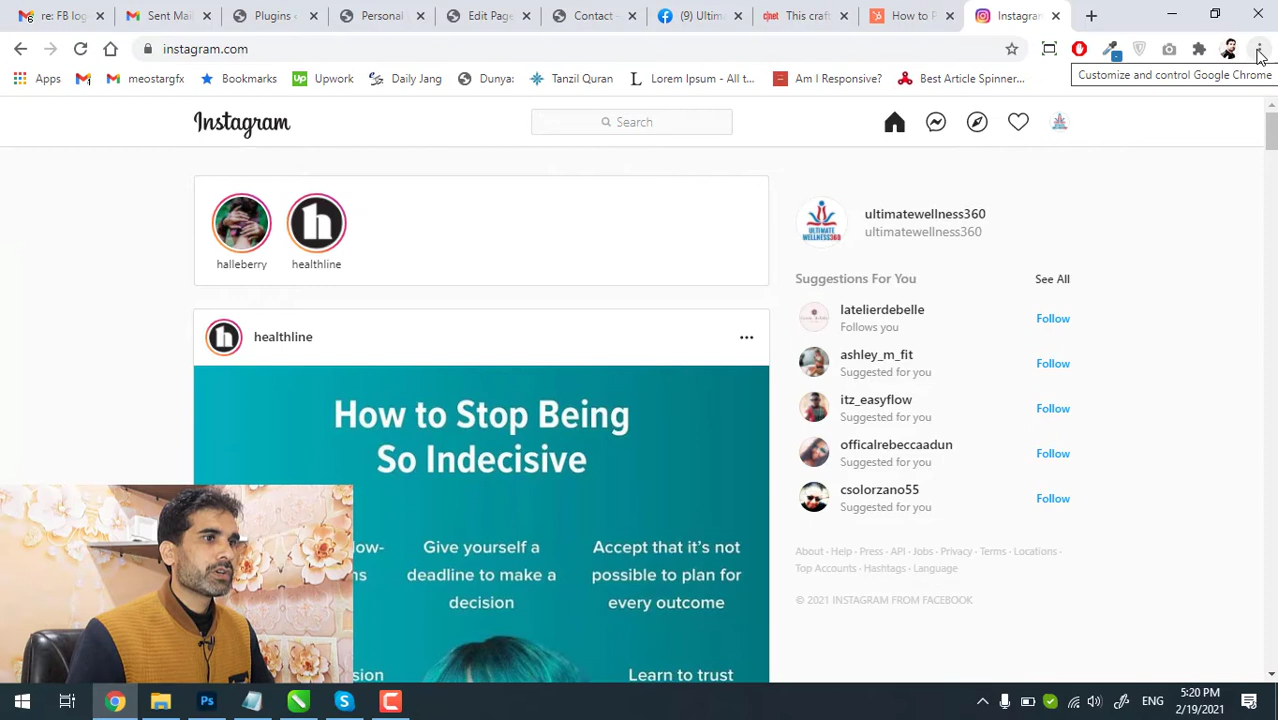 re: FB log
Sent Mail
Plugins <
Personal
Edit Page
Contact -
(9) Ultim
This craft
How to P
Instagram
instagram.com
Customize and control Google Chrome
Apps
meostargfx
Bookmarks
Upwork
Daily Jang
Dunya:
Tanzil Quran
Lorem Ipsum - All t...
Am I Responsive?
Best Article Spinner...
Instagram
Search
halleberry
healthline
ULTIMATE
WELLNESS360
ultimatewellness360
ultimatewellness360
Suggestions For You
See All
latelierdebelle
Follows you
Follow
ashley_m_fit
Suggested for you
Follow
itz_easyflow
Suggested for you
Follow
officalrebeccaadun
Suggested for you
Follow
csolorzano55
Suggested for you
Follow
About · Help · Press · API · Jobs · Privacy · Terms · Locations ·
Top Accounts · Hashtags · Language
© 2021 INSTAGRAM FROM FACEBOOK
healthline
How to Stop Being
So Indecisive
Give yourself a
deadline to make a
decision
Accept that it's not
possible to plan for
every outcome
Learn to trust
ENG
5:20 PM
2/19/2021